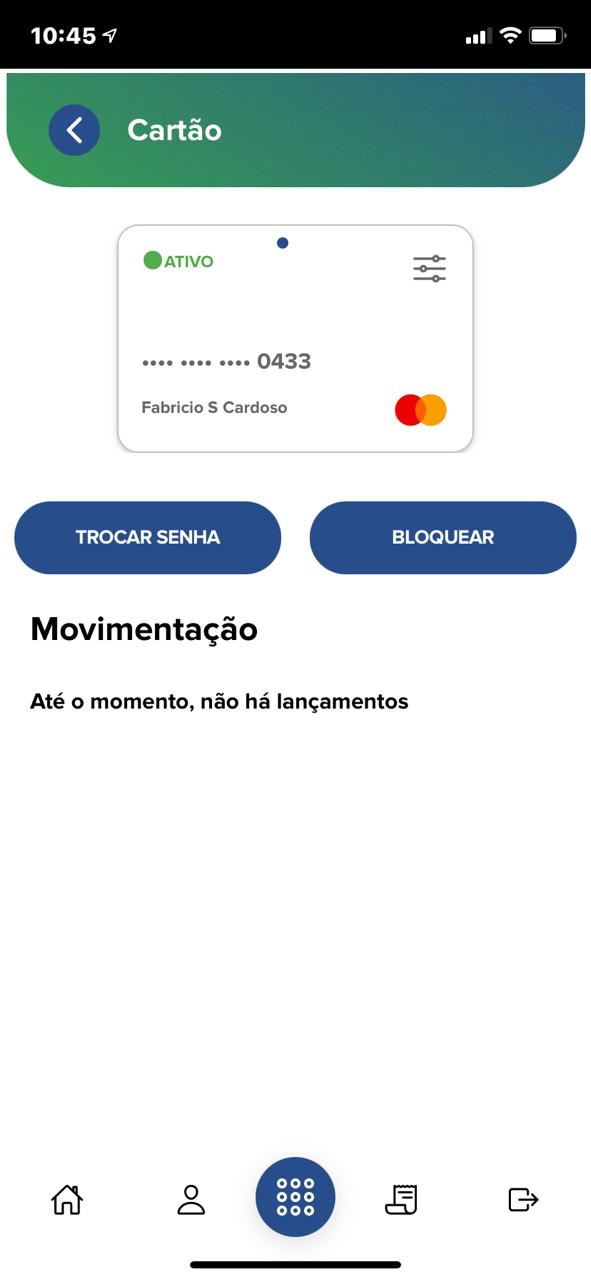 10:45
Cartão
ATIVO
•••• •••• •••• 0433
Fabricio S Cardoso
TROCAR SENHA
BLOQUEAR
Movimentação
Até o momento, não há lançamentos